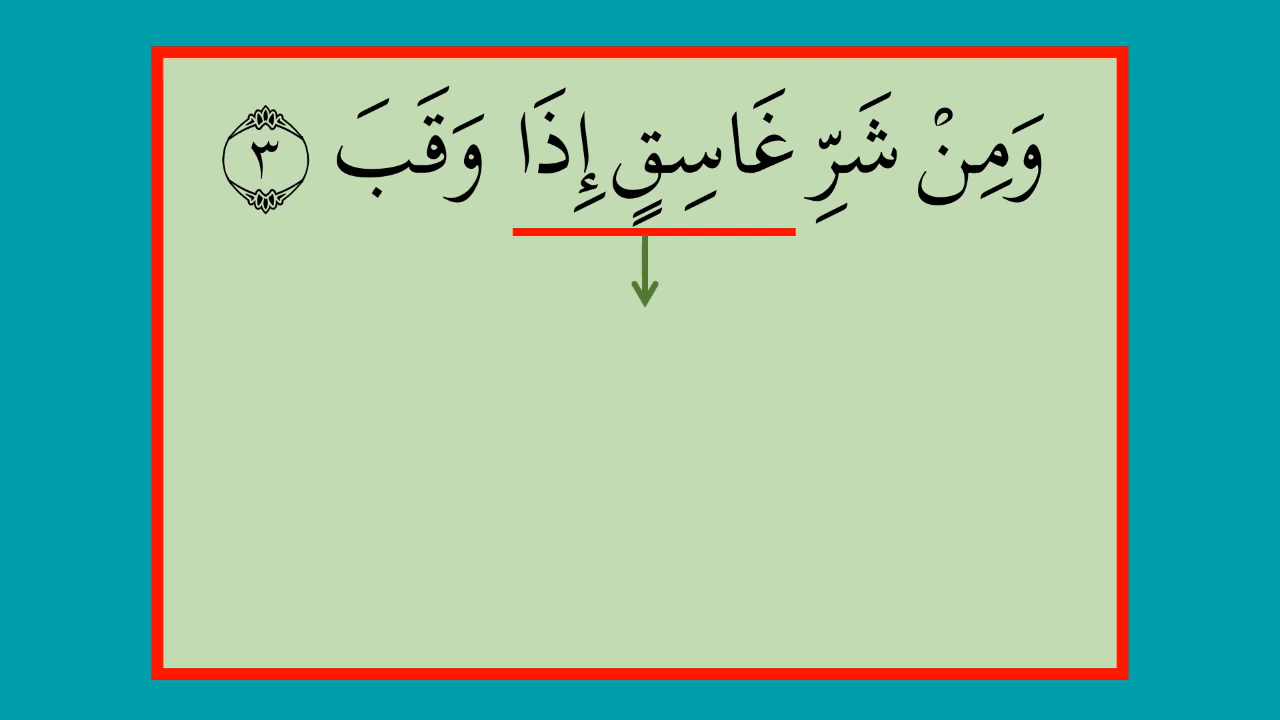 وَمِنْ شَرِّ غَاسِقٍ إِذَا وَقَبَ ٣